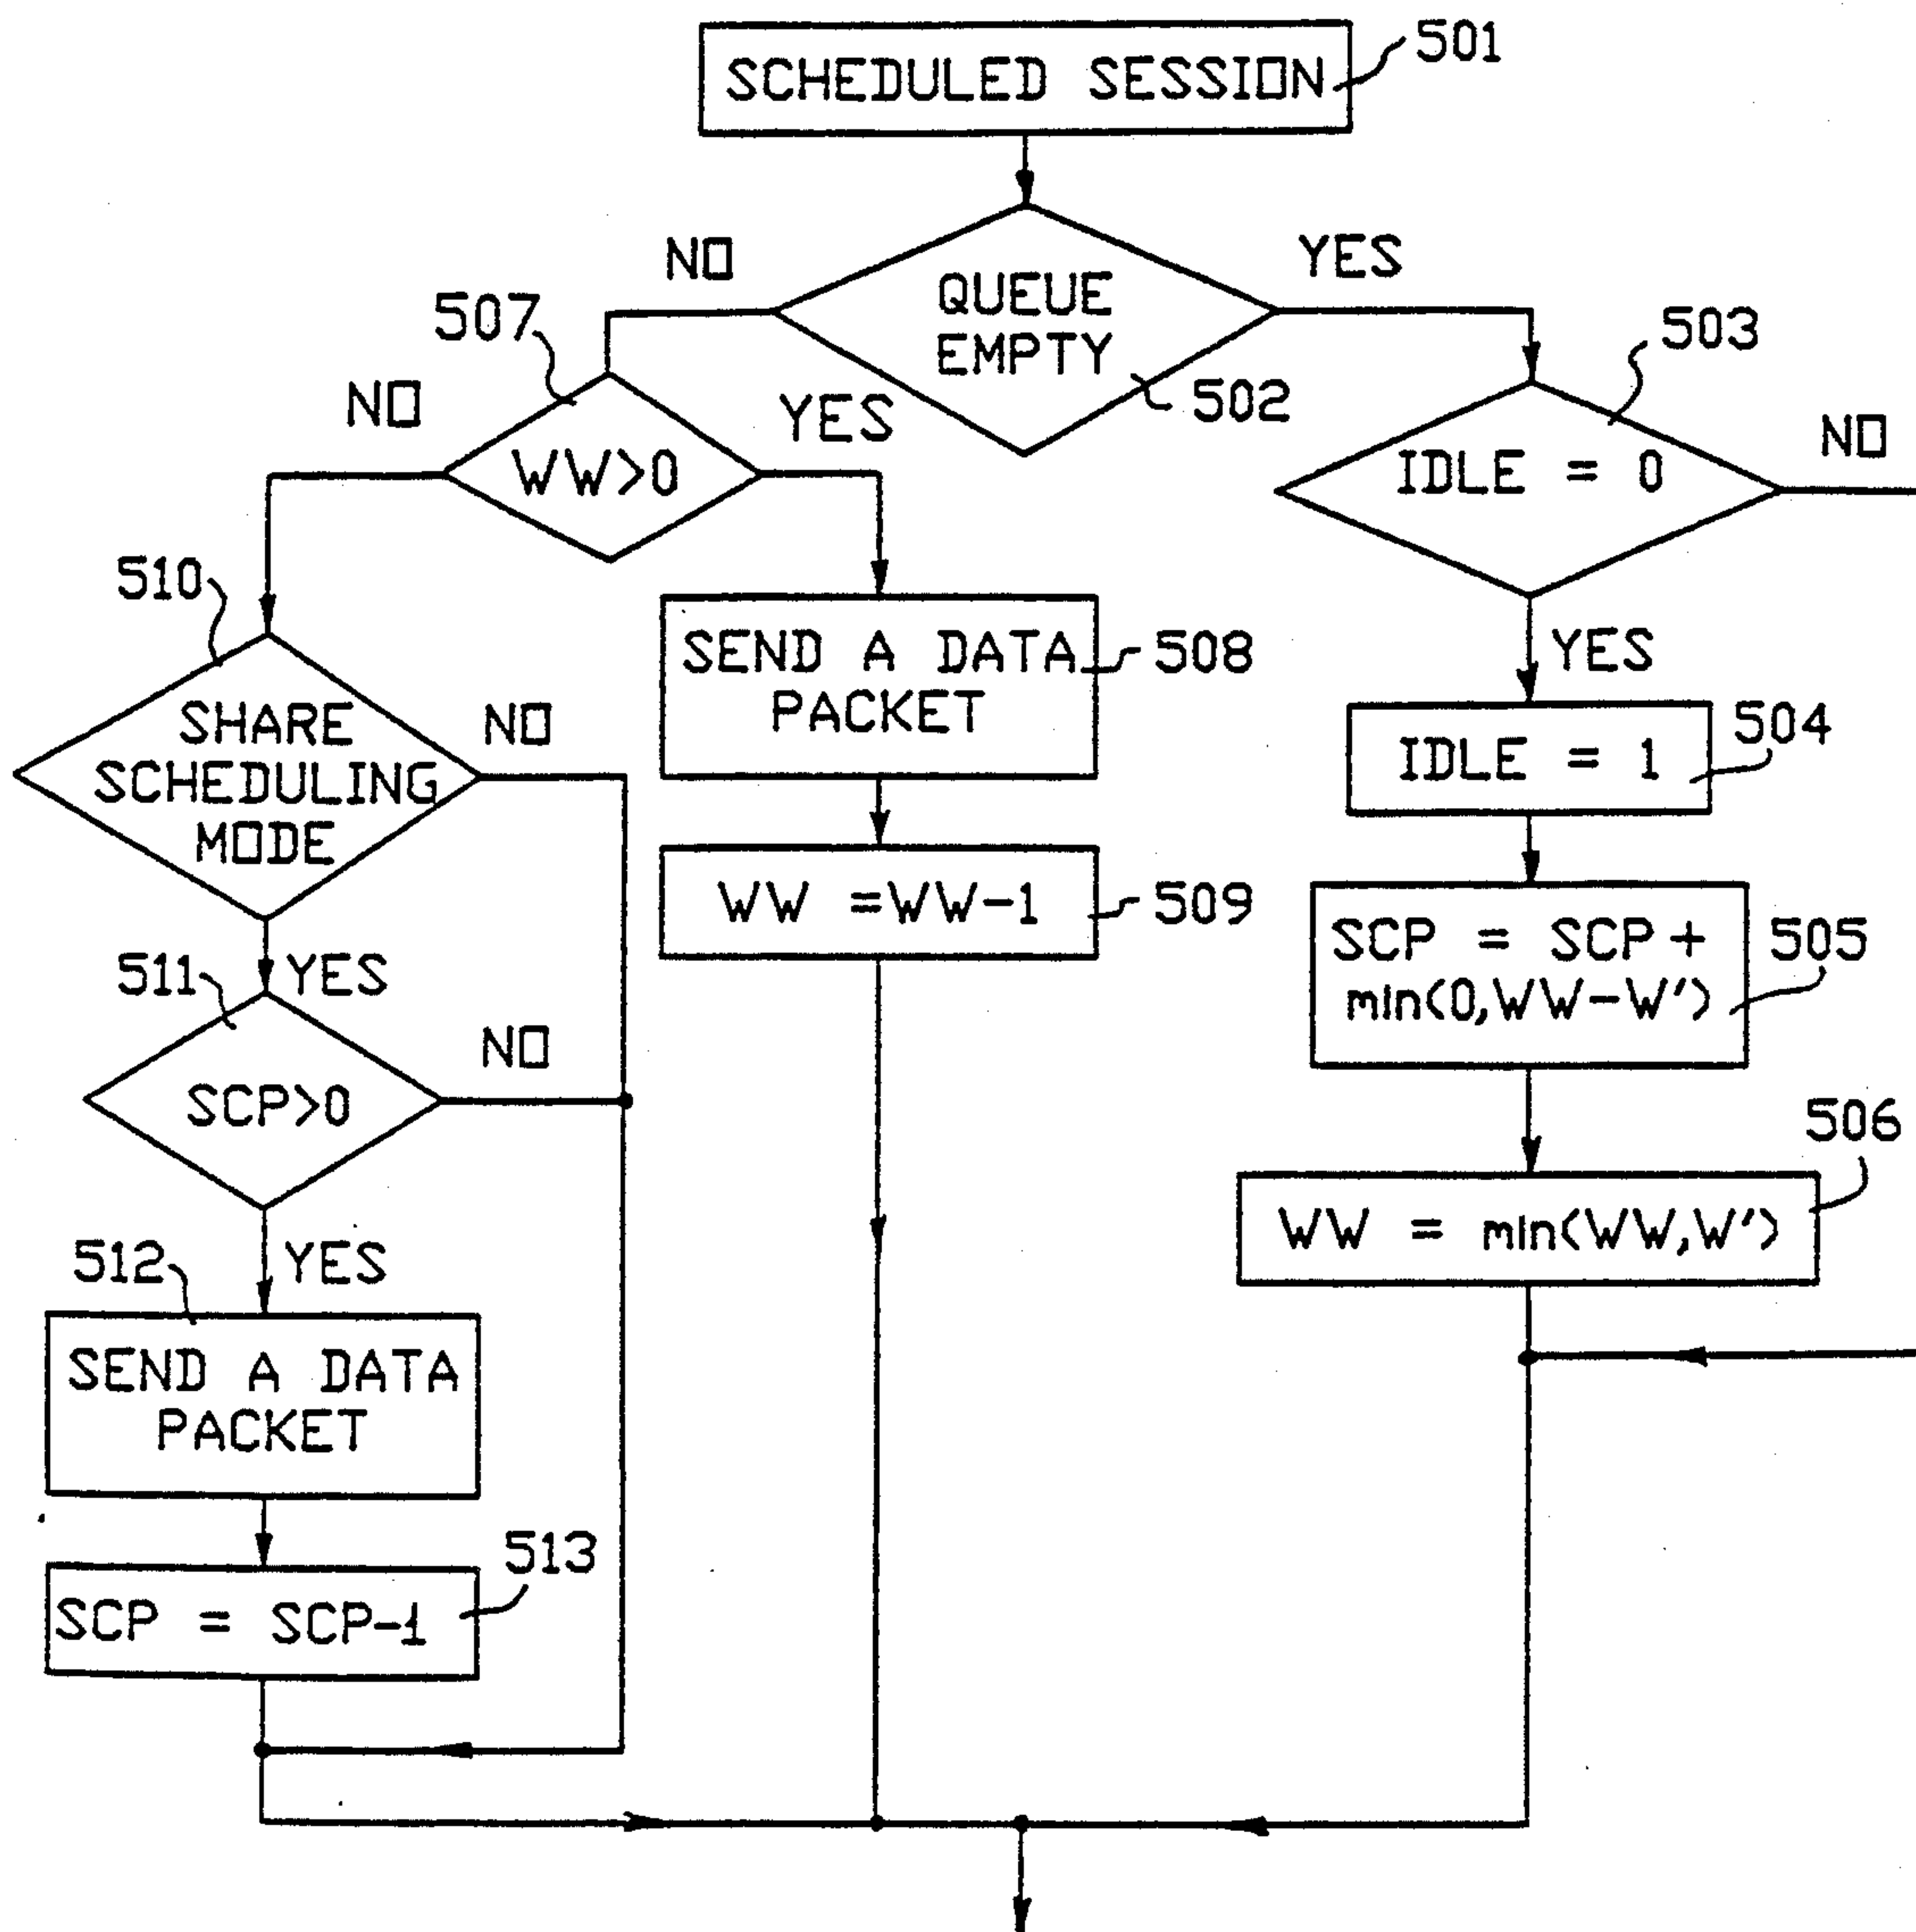 SCHEDULED SESSION
501
NO
YES
QUEUE
EMPTY
502
507
503
NO
YES
WW>0
IDLE = 0
NO
510
YES
SEND A DATA
PACKET
508
SHARE
SCHEDULING
MODE
NO
IDLE = 1
504
WW =WW-1
509
SCP = SCP+
min(0,WW-W')
505
511
YES
NO
SCP>0
506
WW = min(WW,W')
512
YES
SEND A DATA
PACKET
513
SCP = SCP-1